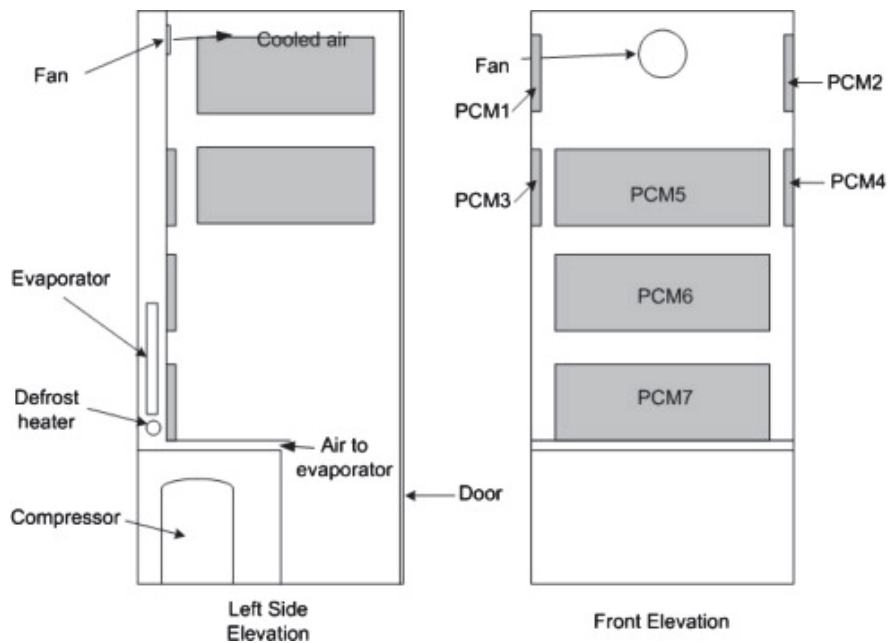 Cooled air
Fan
Evaporator
Defrost
heater
Air to
evaporator
Compressor
Door
Left Side
Elevation
Fan
PCM1
PCM2
PCM3
PCM4
PCM5
PCM6
PCM7
Front Elevation